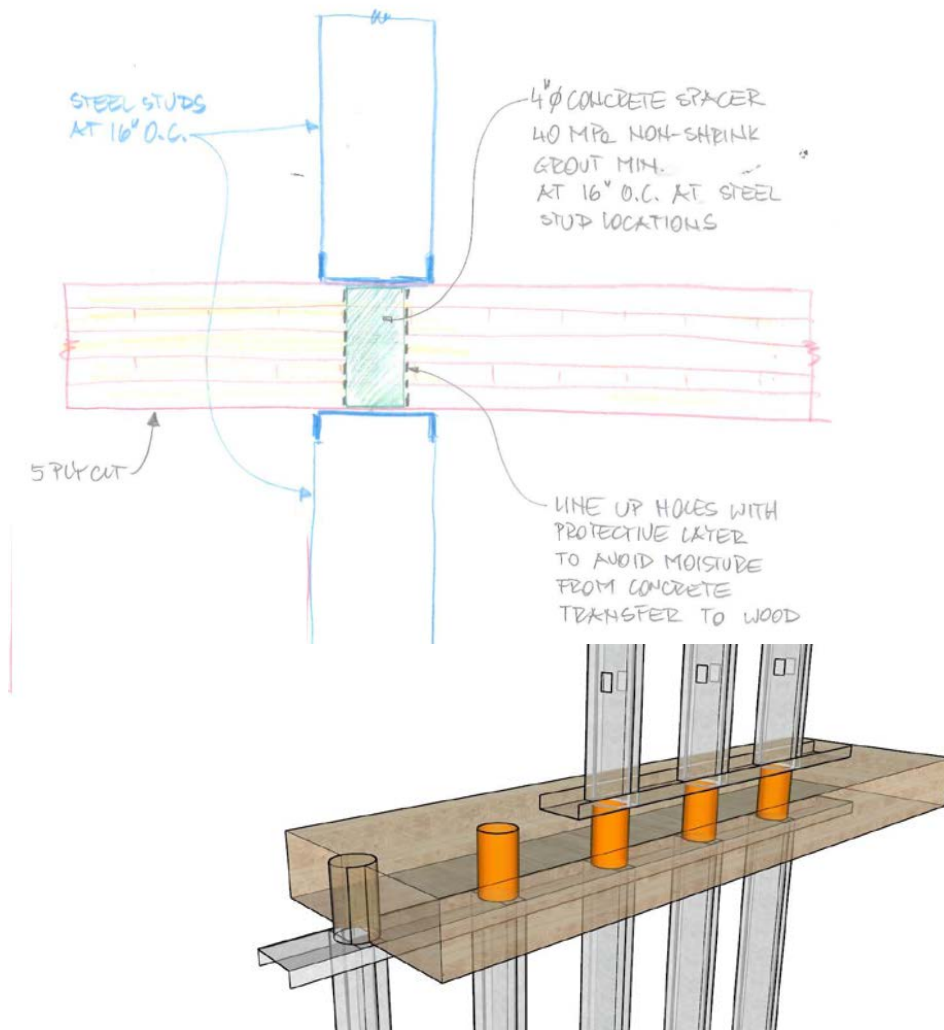 STEEL STUDS
AT 16" O.C.
4"Ø CONCRETE SPACER
40 MPa NON-SHRINK
GROUT MIN.
AT 16" O.C. AT STEEL
STUD LOCATIONS
5 PLY CLT
LINE UP HOLES WITH
PROTECTIVE LAYER
TO AVOID MOISTURE
FROM CONCRETE
TRANSFER TO WOOD